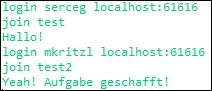 login serceg localhost:61616
join test
Hallo!
login mkritzl localhost:61616
join test2
Yeah! Aufgabe geschafft!